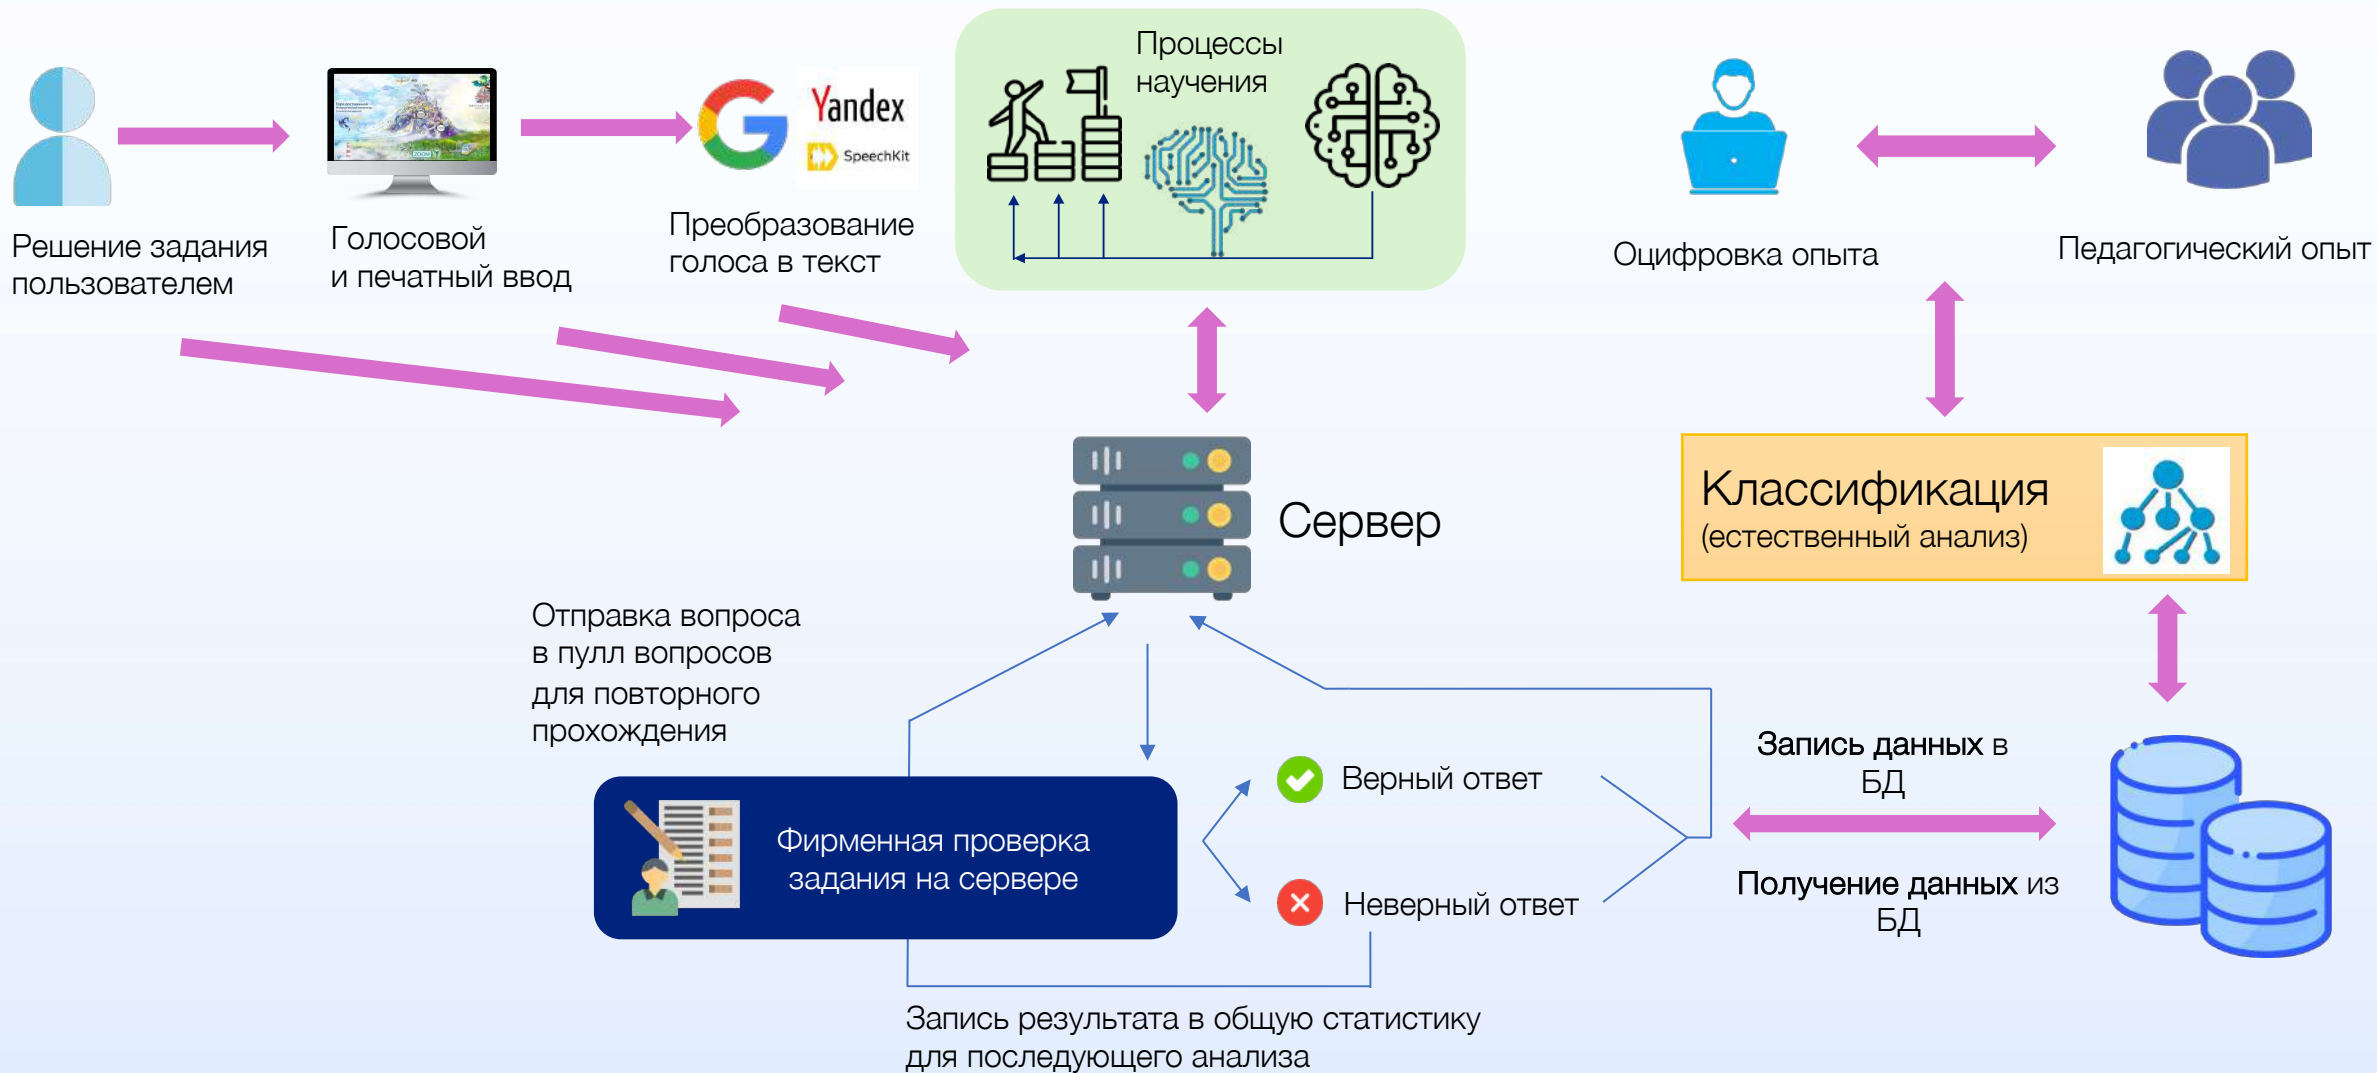 Процессы
научения
Yandex
SpeechKit
Решение задания
пользователем
Голосовой
и печатный ввод
Преобразование
голоса в текст
Оцифровка опыта
Педагогический опыт
Сервер
Классификация
(естественный анализ)
Отправка вопроса
в пулл вопросов
для повторного
прохождения
Фирменная проверка
задания на сервере
Верный ответ
Неверный ответ
Запись данных в
БД
Получение данных из
БД
Запись результата в общую статистику
для последующего анализа